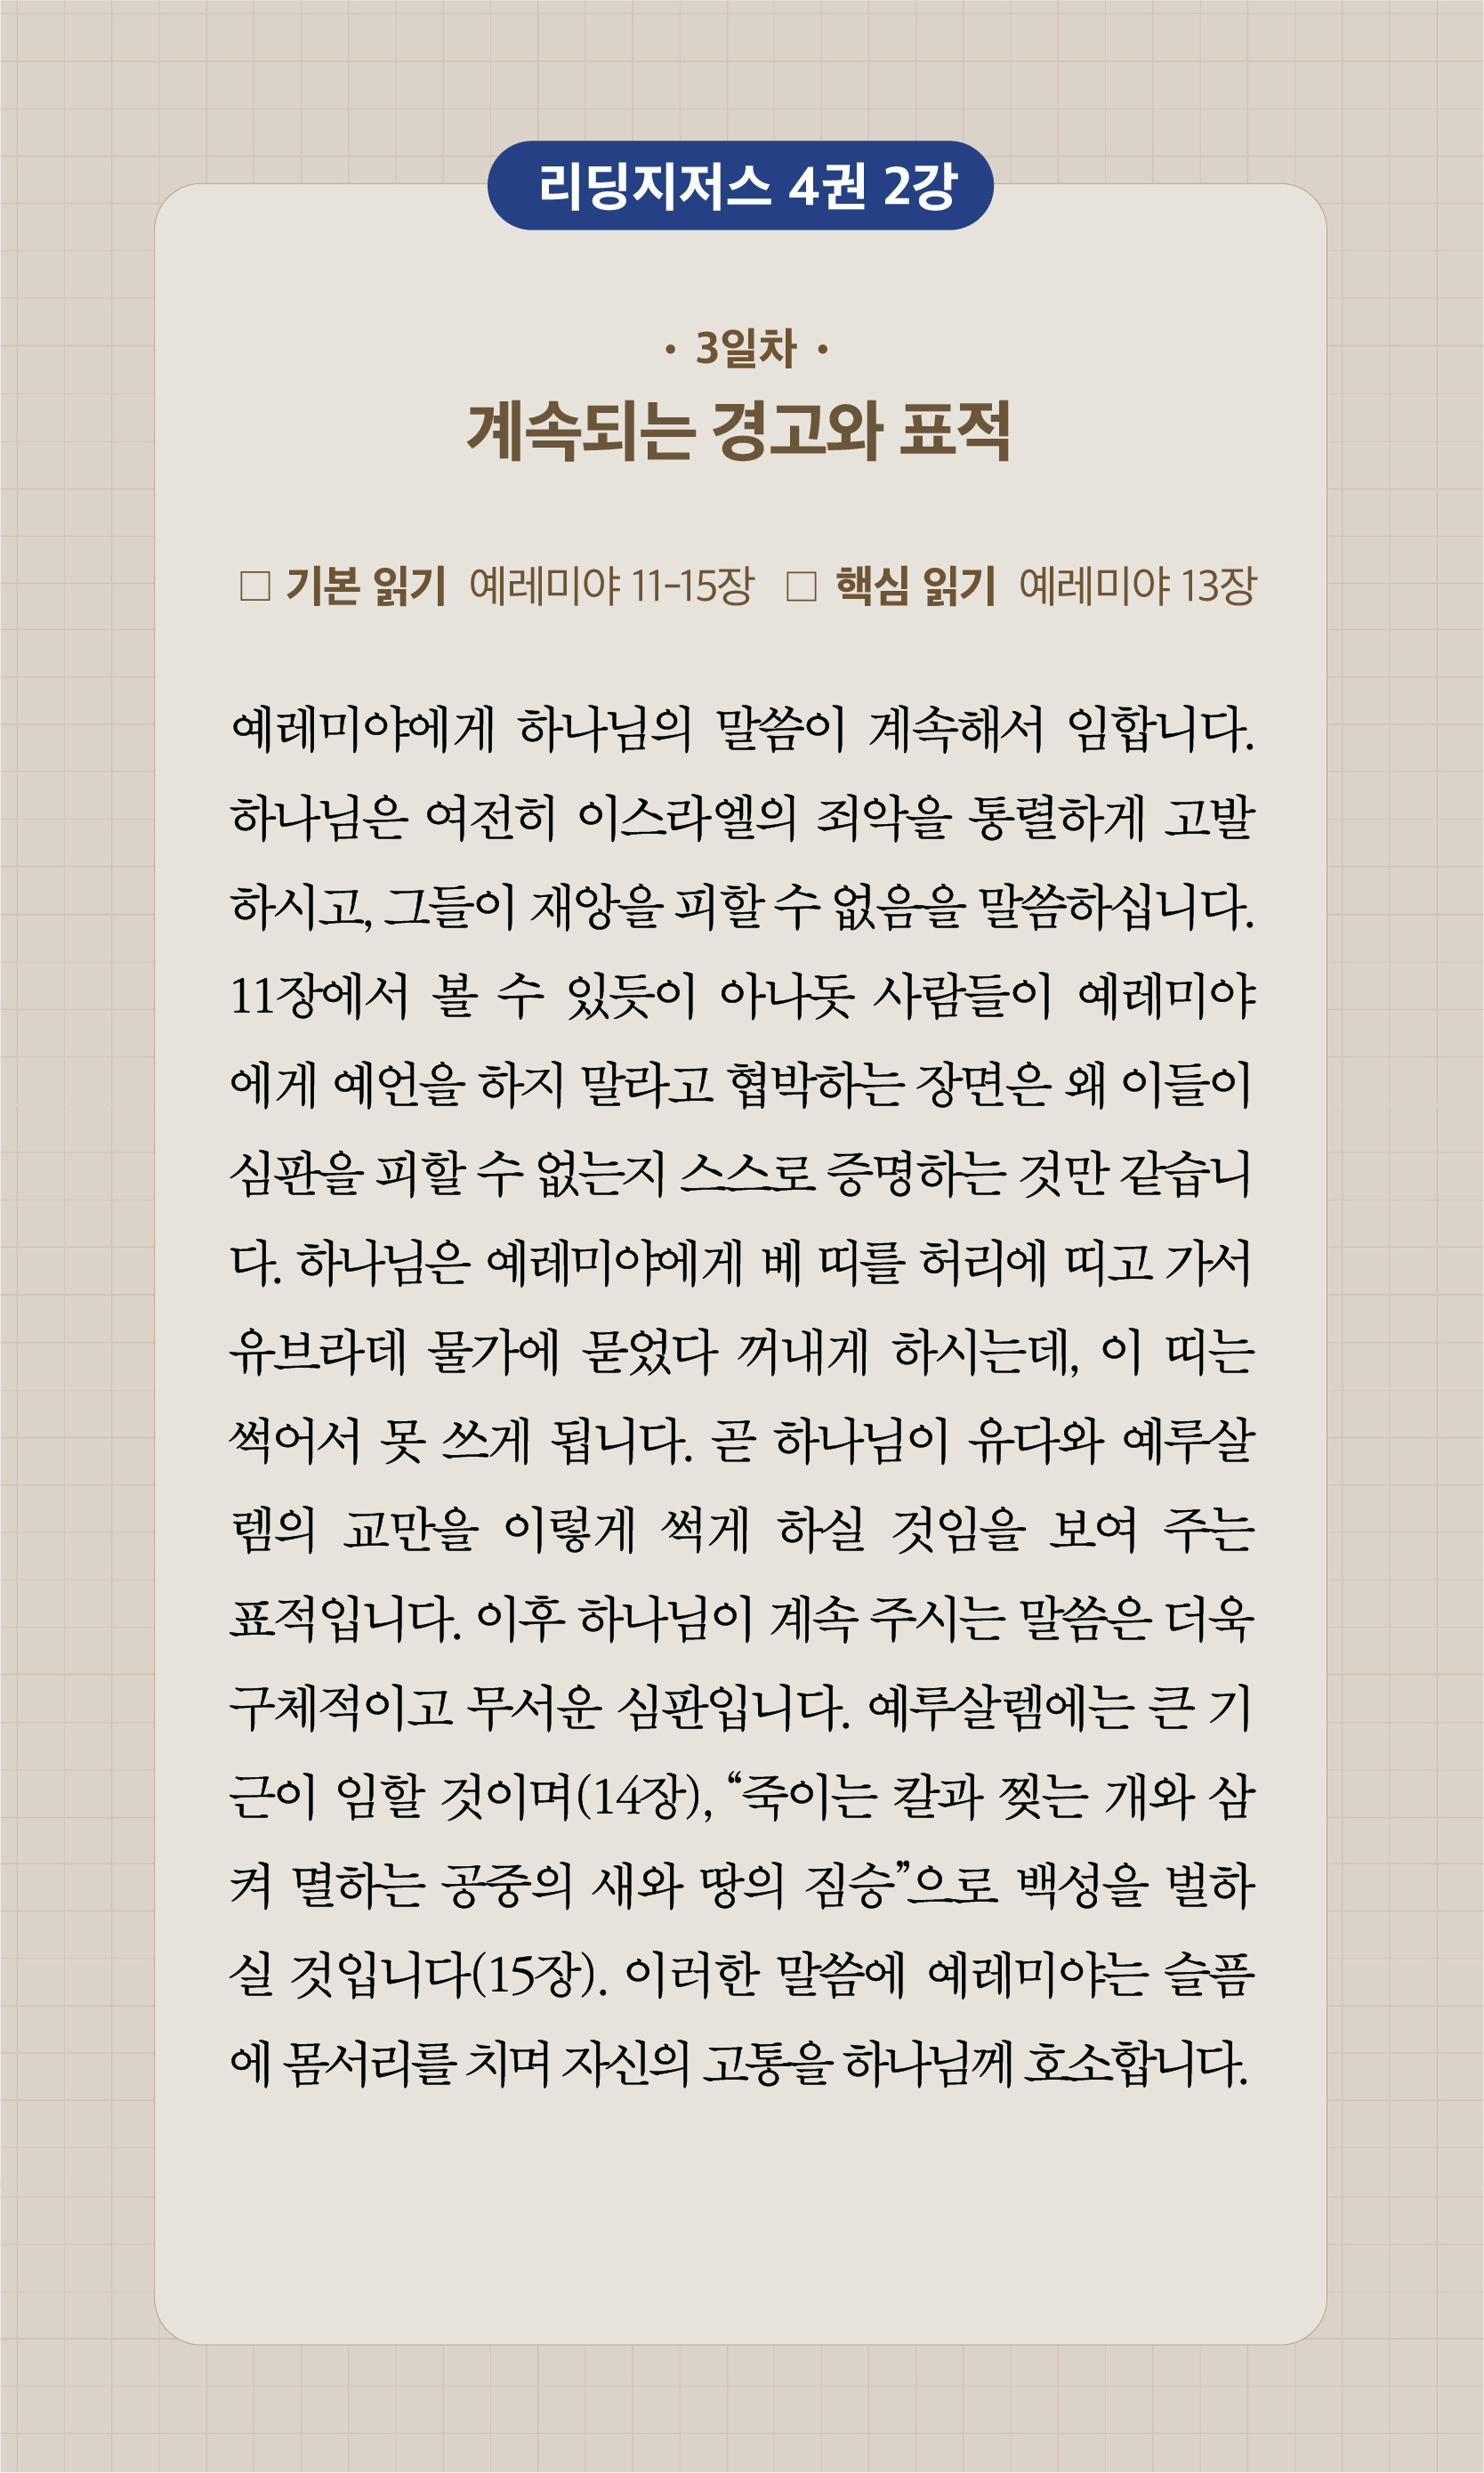 리딩지저스 4권 2강
· 3일차 ·
계속되는 경고와 표적
□ 기본 읽기 예레미야 11-15장 □ 핵심 읽기 예레미야 13장
예레미야에게 하나님의 말씀이 계속해서 임합니다.
하나님은 여전히 이스라엘의 죄악을 통렬하게 고발
하시고, 그들이 재앙을 피할 수 없음을 말씀하십니다.
11장에서 볼 수 있듯이 아나돗 사람들이 예레미야
에게 예언을 하지 말라고 협박하는 장면은 왜 이들이
심판을 피할 수 없는지 스스로 증명하는 것만 같습니
다. 하나님은 예레미야에게 베 띠를 허리에 띠고 가서
유브라데 물가에 묻었다 꺼내게 하시는데, 이 띠는
썩어서 못 쓰게 됩니다. 곧 하나님이 유다와 예루살
렘의 교만을 이렇게 썩게 하실 것임을 보여 주는
표적입니다. 이후 하나님이 계속 주시는 말씀은 더욱
구체적이고 무서운 심판입니다. 예루살렘에는 큰 기
근이 임할 것이며(14장), “죽이는 칼과 찢는 개와 삼
켜 멸하는 공중의 새와 땅의 짐승”으로 백성을 벌하
실 것입니다(15장). 이러한 말씀에 예레미야는 슬픔
에 몸서리를 치며 자신의 고통을 하나님께 호소합니다.